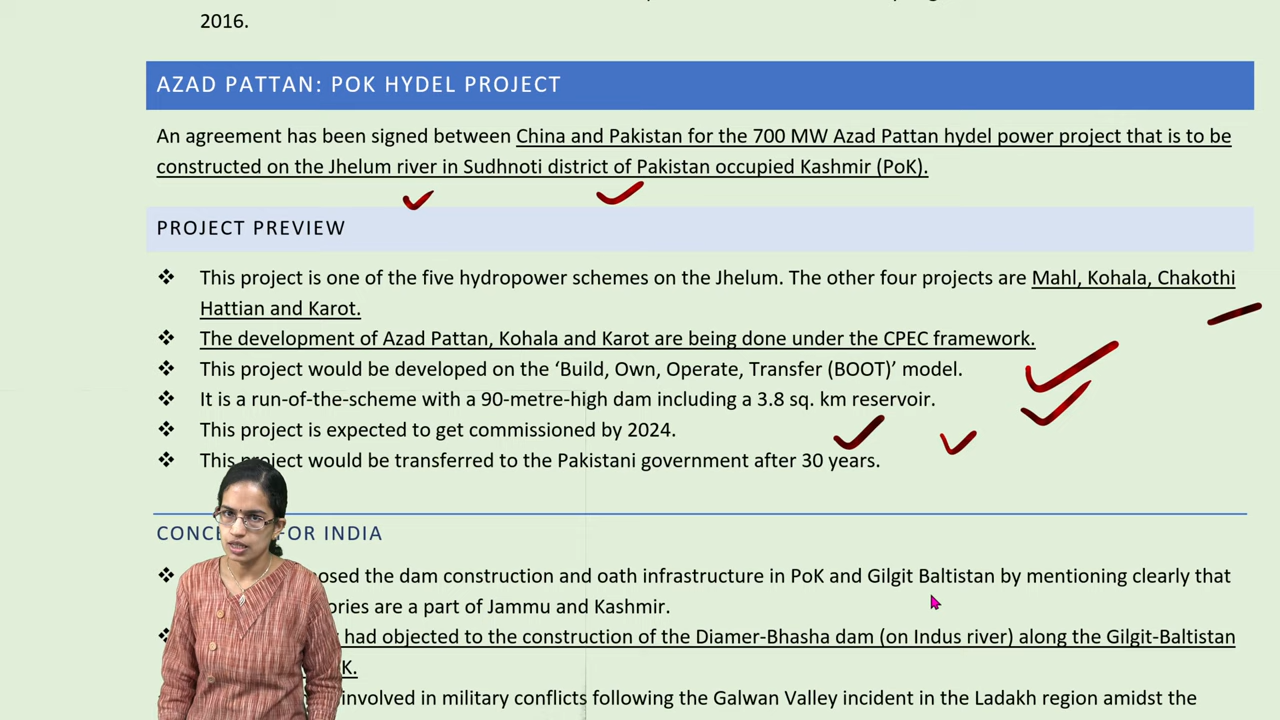 2016.
AZAD PATTAN: POK HYDEL PROJECT
An agreement has been signed between China and Pakistan for the 700 MW Azad Pattan hydel power project that is to be
constructed on the Jhelum river in Sudhnoti district of Pakistan occupied Kashmir (PoK).
PROJECT PREVIEW
❖ This project is one of the five hydropower schemes on the Jhelum. The other four projects are Mahl, Kohala, Chakothi
Hattian and Karot.
❖ The development of Azad Pattan, Kohala and Karot are being done under the CPEC framework.
❖ This project would be developed on the ‘Build, Own, Operate, Transfer (BOOT)’ model.
❖ It is a run-of-the-scheme with a 90-metre-high dam including a 3.8 sq. km reservoir.
❖ This project is expected to get commissioned by 2024.
❖ This project would be transferred to the Pakistani government after 30 years.
FOR INDIA
❖ the dam construction and oath infrastructure in PoK and Gilgit Baltistan by mentioning clearly that
are a part of Jammu and Kashmir.
had objected to the construction of the Diamer-Bhasha dam (on Indus river) along the Gilgit-Baltistan
involved in military conflicts following the Galwan Valley incident in the Ladakh region amidst the